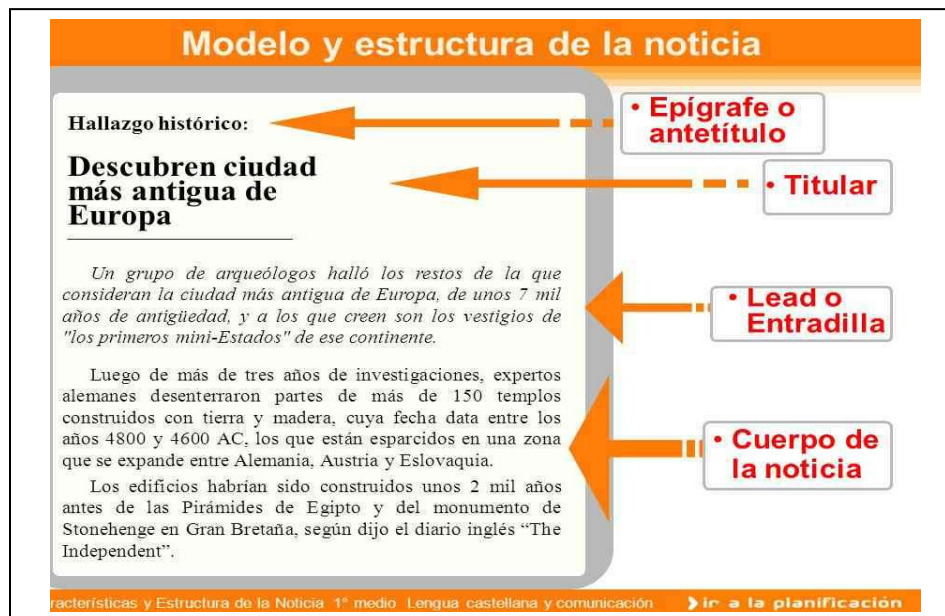 Modelo y estructura de la noticia
Hallazgo histórico:
• Epígrafe o
antetítulo
Descubren ciudad
más antigua de
Europa
• Titular
Un grupo de arqueólogos halló los restos de la que
consideran la ciudad más antigua de Europa, de unos 7 mil
años de antigüedad, y a los que creen son los vestigios de
"los primeros mini-Estados" de ese continente.
• Lead o
Entradilla
Luego de más de tres años de investigaciones, expertos
alemanes desenterraron partes de más de 150 templos
construidos con tierra y madera, cuya fecha data entre los
años 4800 y 4600 AC, los que están esparcidos en una zona
que se expande entre Alemania, Austria y Eslovaquia.
Los edificios habrían sido construidos unos 2 mil años
antes de las Pirámides de Egipto y del monumento de
Stonehenge en Gran Bretaña, según dijo el diario inglés “The
Independent”.
• Cuerpo de
la noticia
racterísticas y Estructura de la Noticia 1° medio Lengua castellana y comunicación
ir a la planificación